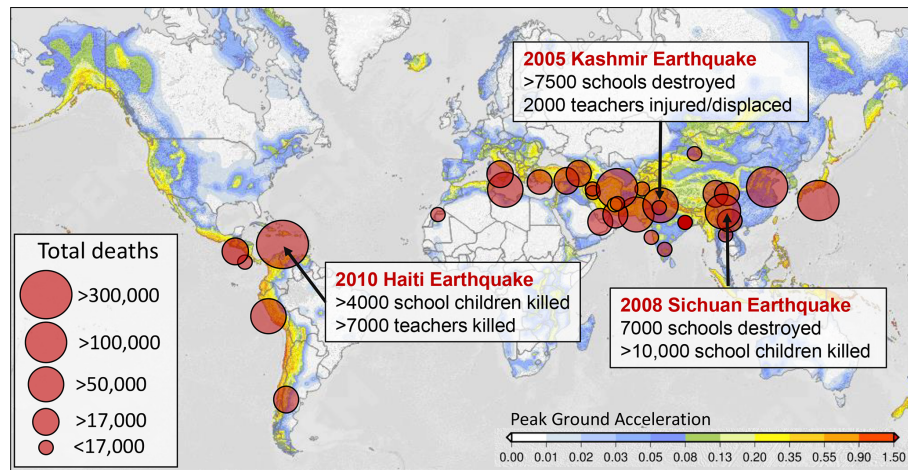 2005 Kashmir Earthquake
>7500 schools destroyed
2000 teachers injured/displaced
Total deaths
>300,000
>100,000
>50,000
>17,000
<17,000
2010 Haiti Earthquake
>4000 school children killed
>7000 teachers killed
2008 Sichuan Earthquake
7000 schools destroyed
>10,000 school children killed
Peak Ground Acceleration
0.00 0.01 0.02 0.03 0.05 0.08 0.13 0.20 0.35 0.55 0.90 1.50